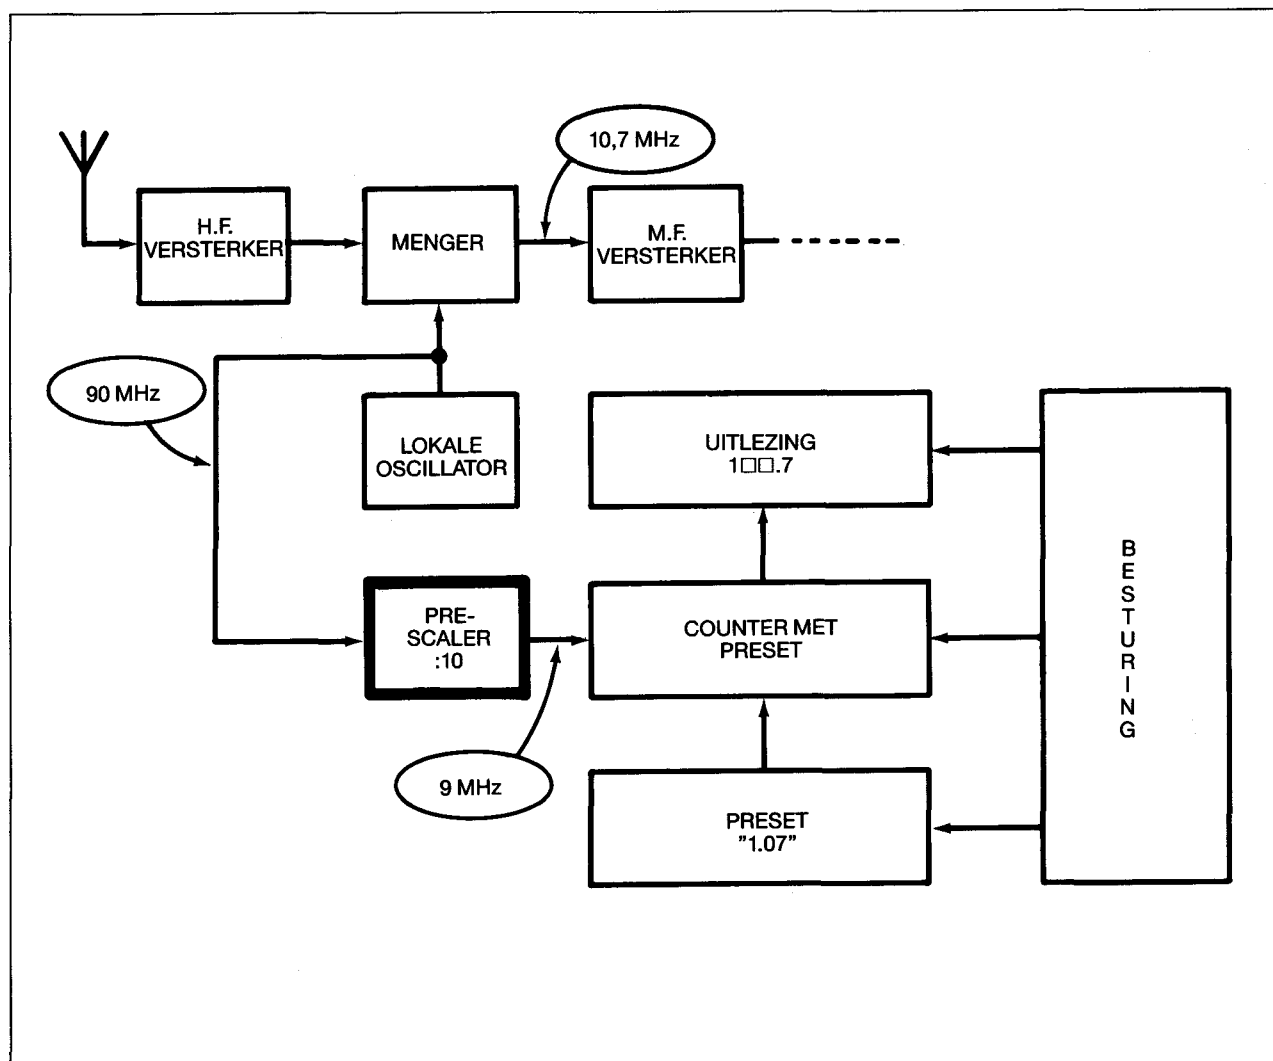 10,7 MHz
H.F.
VERSTERKER
MENGER
M.F.
VERSTERKER
90 MHz
LOKALE
OSCILLATOR
UITLEZING
1□□.7
PRE-
SCALER
:10
COUNTER MET
PRESET
9 MHz
PRESET
"1.07"
BESTURING